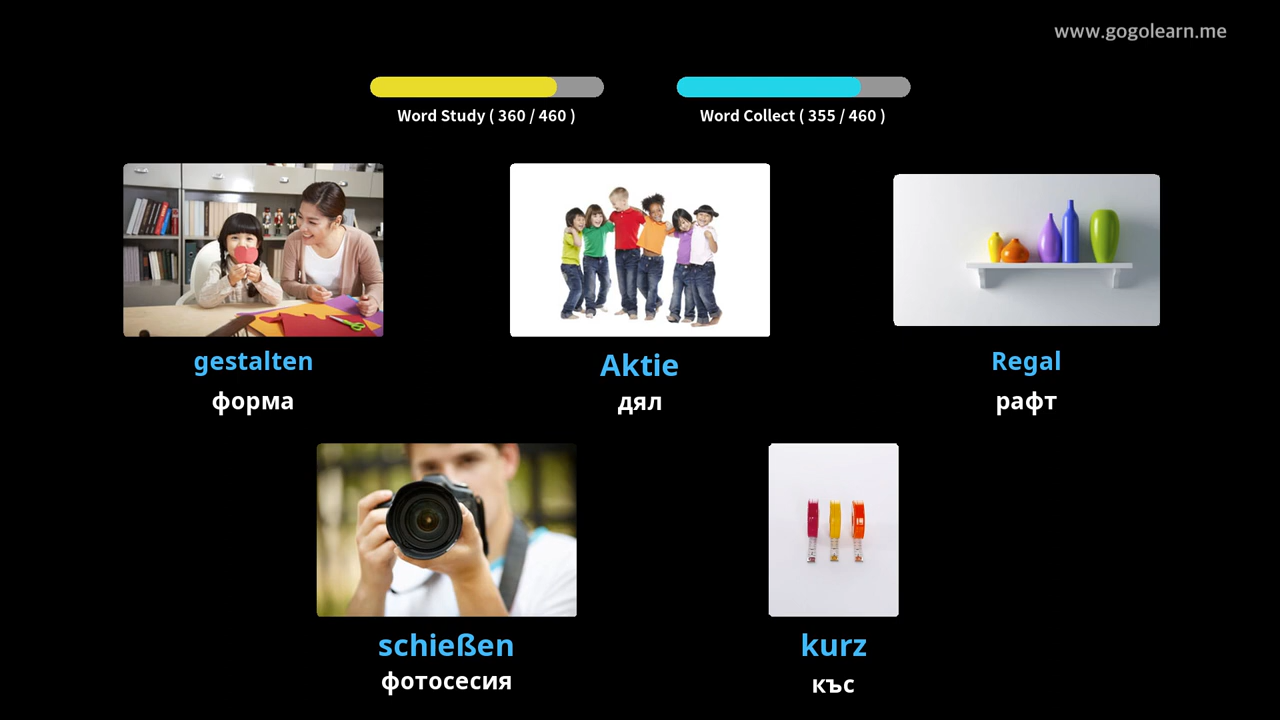 www.gogolearn.me
Word Study ( 360 / 460 )
Word Collect ( 355 / 460 )
gestalten
форма
Aktie
дял
Regal
рафт
schießen
фотосесия
kurz
къс